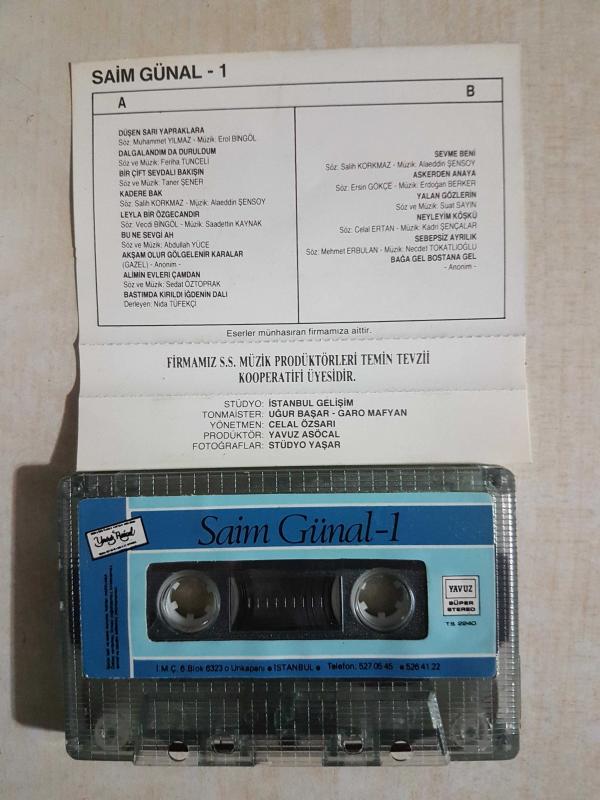 SAİM GÜNAL - 1
A
DÜŞEN SARI YAPRAKLARA
Söz: Muhammet YILMAZ - Müzik: Erol BİNGÖL
DALGALANDIM DA DURULDUM
Söz ve Müzik: Feriha TUNCELİ
BİR ÇİFT SEVDALI BAKIŞIN
Söz ve Müzik: Taner ŞENER
KADERE BAK
Söz: Salih KORKMAZ - Müzik: Alaeddin ŞENSOY
LEYLA BİR ÖZGECANDIR
Söz: Vecdi BİNGÖL - Müzik: Saadettin KAYNAK
BU NE SEVGİ AH
Söz ve Müzik: Abdullah YÜCE
AKŞAM OLUR GÖLGELENİR KARALAR
(GAZEL) - Anonim -
ALİMİN EVLERİ ÇAMDAN
Söz ve Müzik: Sedat ÖZTOPRAK
BASTIMDA KIRILDI İĞDENİN DALI
Derleyen: Nida TÜFEKÇİ
B
SEVME BENİ
Söz: Salih KORKMAZ - Müzik: Alaeddin ŞENSOY
ASKERDEN ANAYA
Söz: Ersin GÖKÇE - Müzik: Erdoğan BERKER
YALAN GÖZLERİN
Söz ve Müzik: Suat SAYIN
NEYLEYİM KÖŞKÜ
Söz: Celal ERTAN - Müzik: Kadri ŞENÇALAR
SEBEPSİZ AYRILIK
Söz: Mehmet ERBULAN - Müzik: Necdet TOKATLIOĞLU
BAĞA GEL BOSTANA GEL
- Anonim -
Eserler münhasıran firmamıza aittir.
FİRMAMIZ S.S. MÜZİK PRODÜKTÖRLERİ TEMİN TEVZİİ
KOOPERATİFİ ÜYESİDİR.
STÜDYO: İSTANBUL GELİŞİM
TONMAİSTER: UĞUR BAŞAR - GARO MAFYAN
YÖNETMEN: CELAL ÖZSARI
PRODÜKTÖR: YAVUZ ASÖCAL
FOTOĞRAFLAR: STÜDYO YAŞAR
Saim Günal-1
YAVUZ
SÜPER
STEREO
TS. 2240
İ.M.Ç. 6. Blok 6323 o Unkapanı • İSTANBUL • Telefon: 527 05 45 • 526 41 22